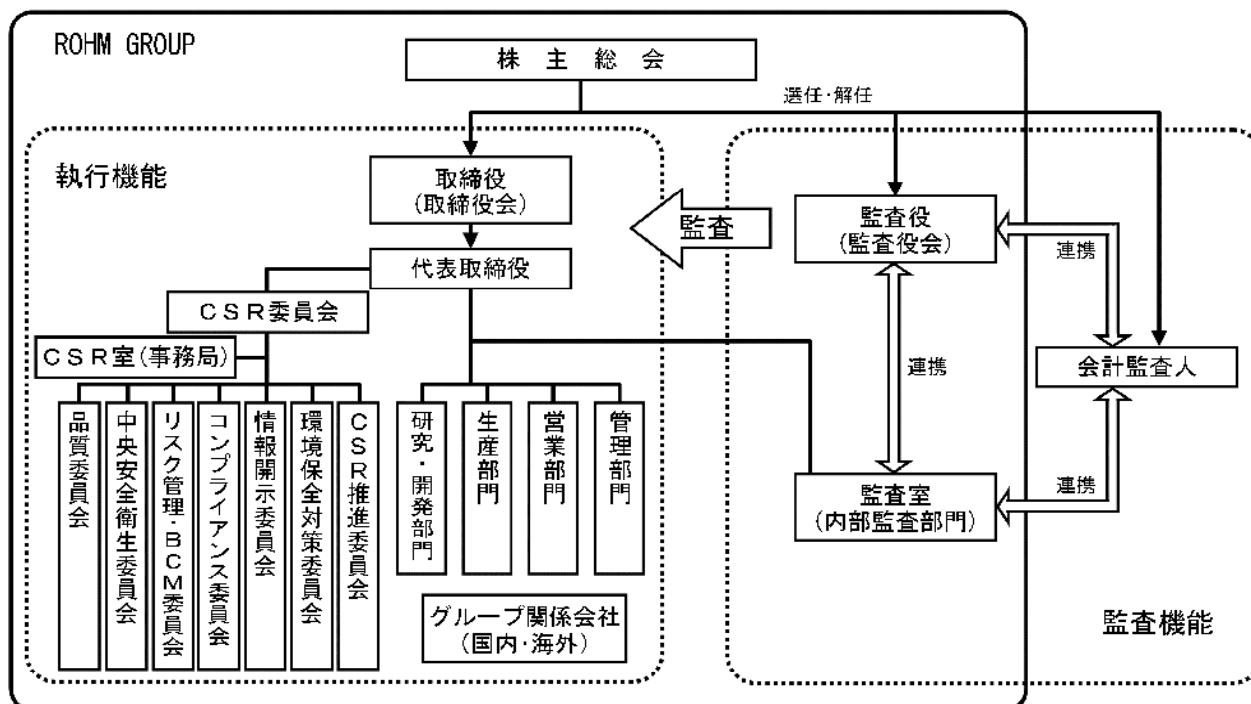 ROHM GROUP
株主総会
選任・解任
執行機能
取締役
(取締役会)
監査
監査役
(監査役会)
連携
代表取締役
CSR委員会
CSR室(事務局)
連携
会計監査人
品質委員会
中央安全衛生委員会
リスク管理・BCM委員会
コンプライアンス委員会
情報開示委員会
環境保全対策委員会
CSR推進委員会
研究・開発部門
生産部門
営業部門
管理部門
監査室
(内部監査部門)
連携
グループ関係会社
(国内・海外)
監査機能